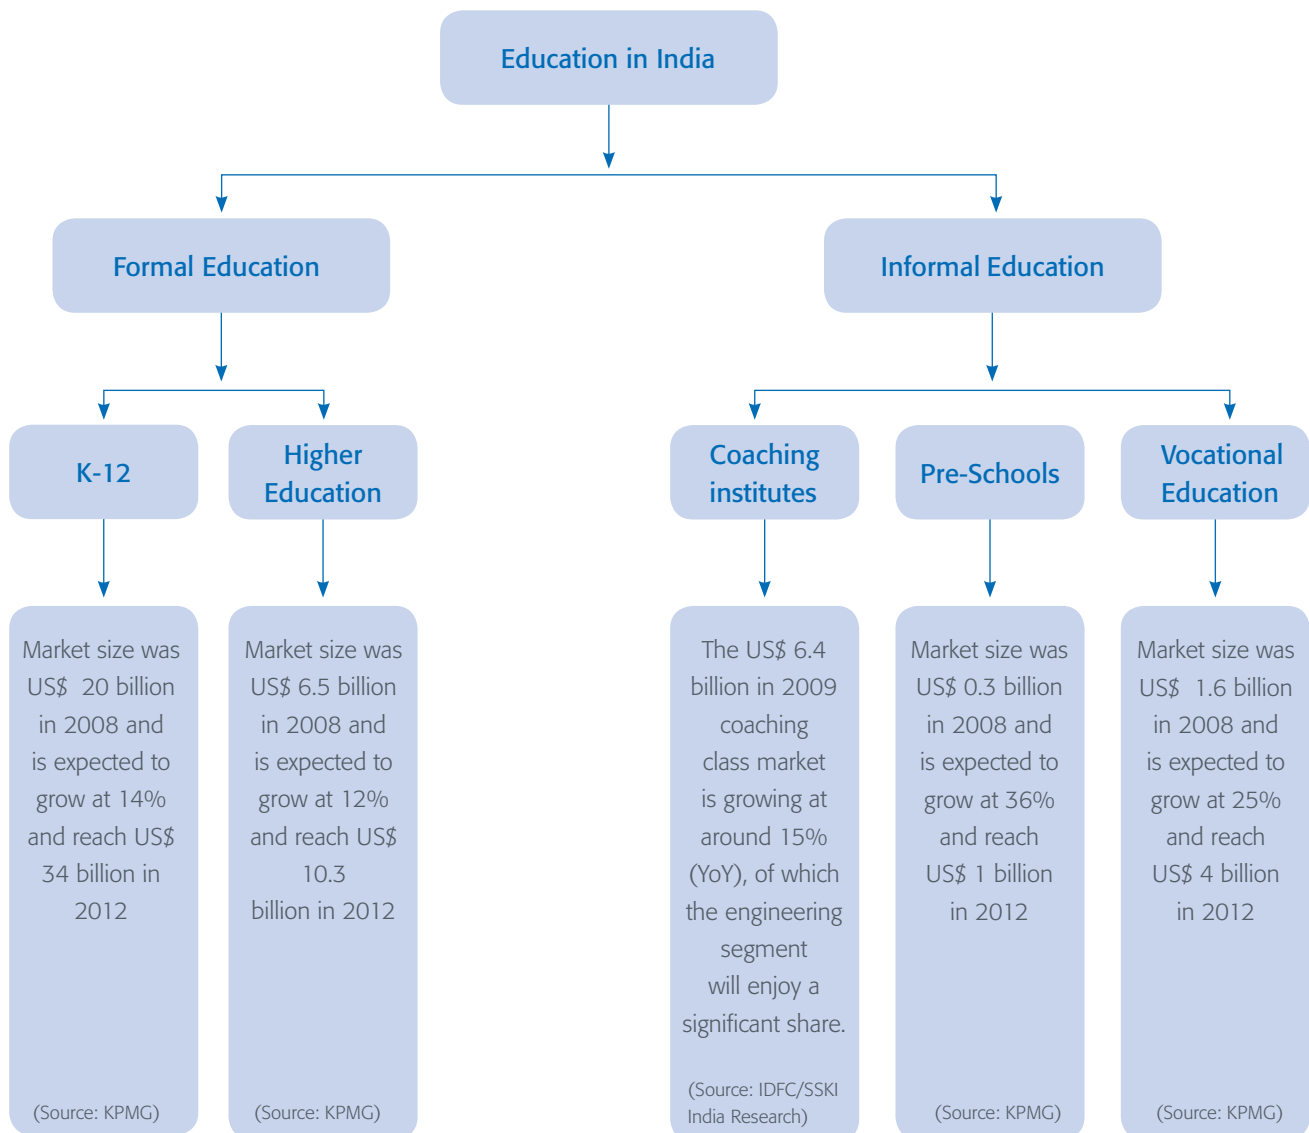 Education in India
Formal Education
Informal Education
K-12
Higher
Education
Coaching
institutes
Pre-Schools
Vocational
Education
Market size was
US$ 20 billion
in 2008 and
is expected to
grow at 14%
and reach US$
34 billion in
2012
(Source: KPMG)
Market size was
US$ 6.5 billion
in 2008 and
is expected to
grow at 12%
and reach US$
10.3
billion in 2012
(Source: KPMG)
The US$ 6.4
billion in 2009
coaching
class market
is growing at
around 15%
(YoY), of which
the engineering
segment
will enjoy a
significant share.
(Source: IDFC/SSKI
India Research)
Market size was
US$ 0.3 billion
in 2008 and
is expected to
grow at 36%
and reach
US$ 1 billion
in 2012
(Source: KPMG)
Market size was
US$ 1.6 billion
in 2008 and
is expected to
grow at 25%
and reach
US$ 4 billion
in 2012
(Source: KPMG)